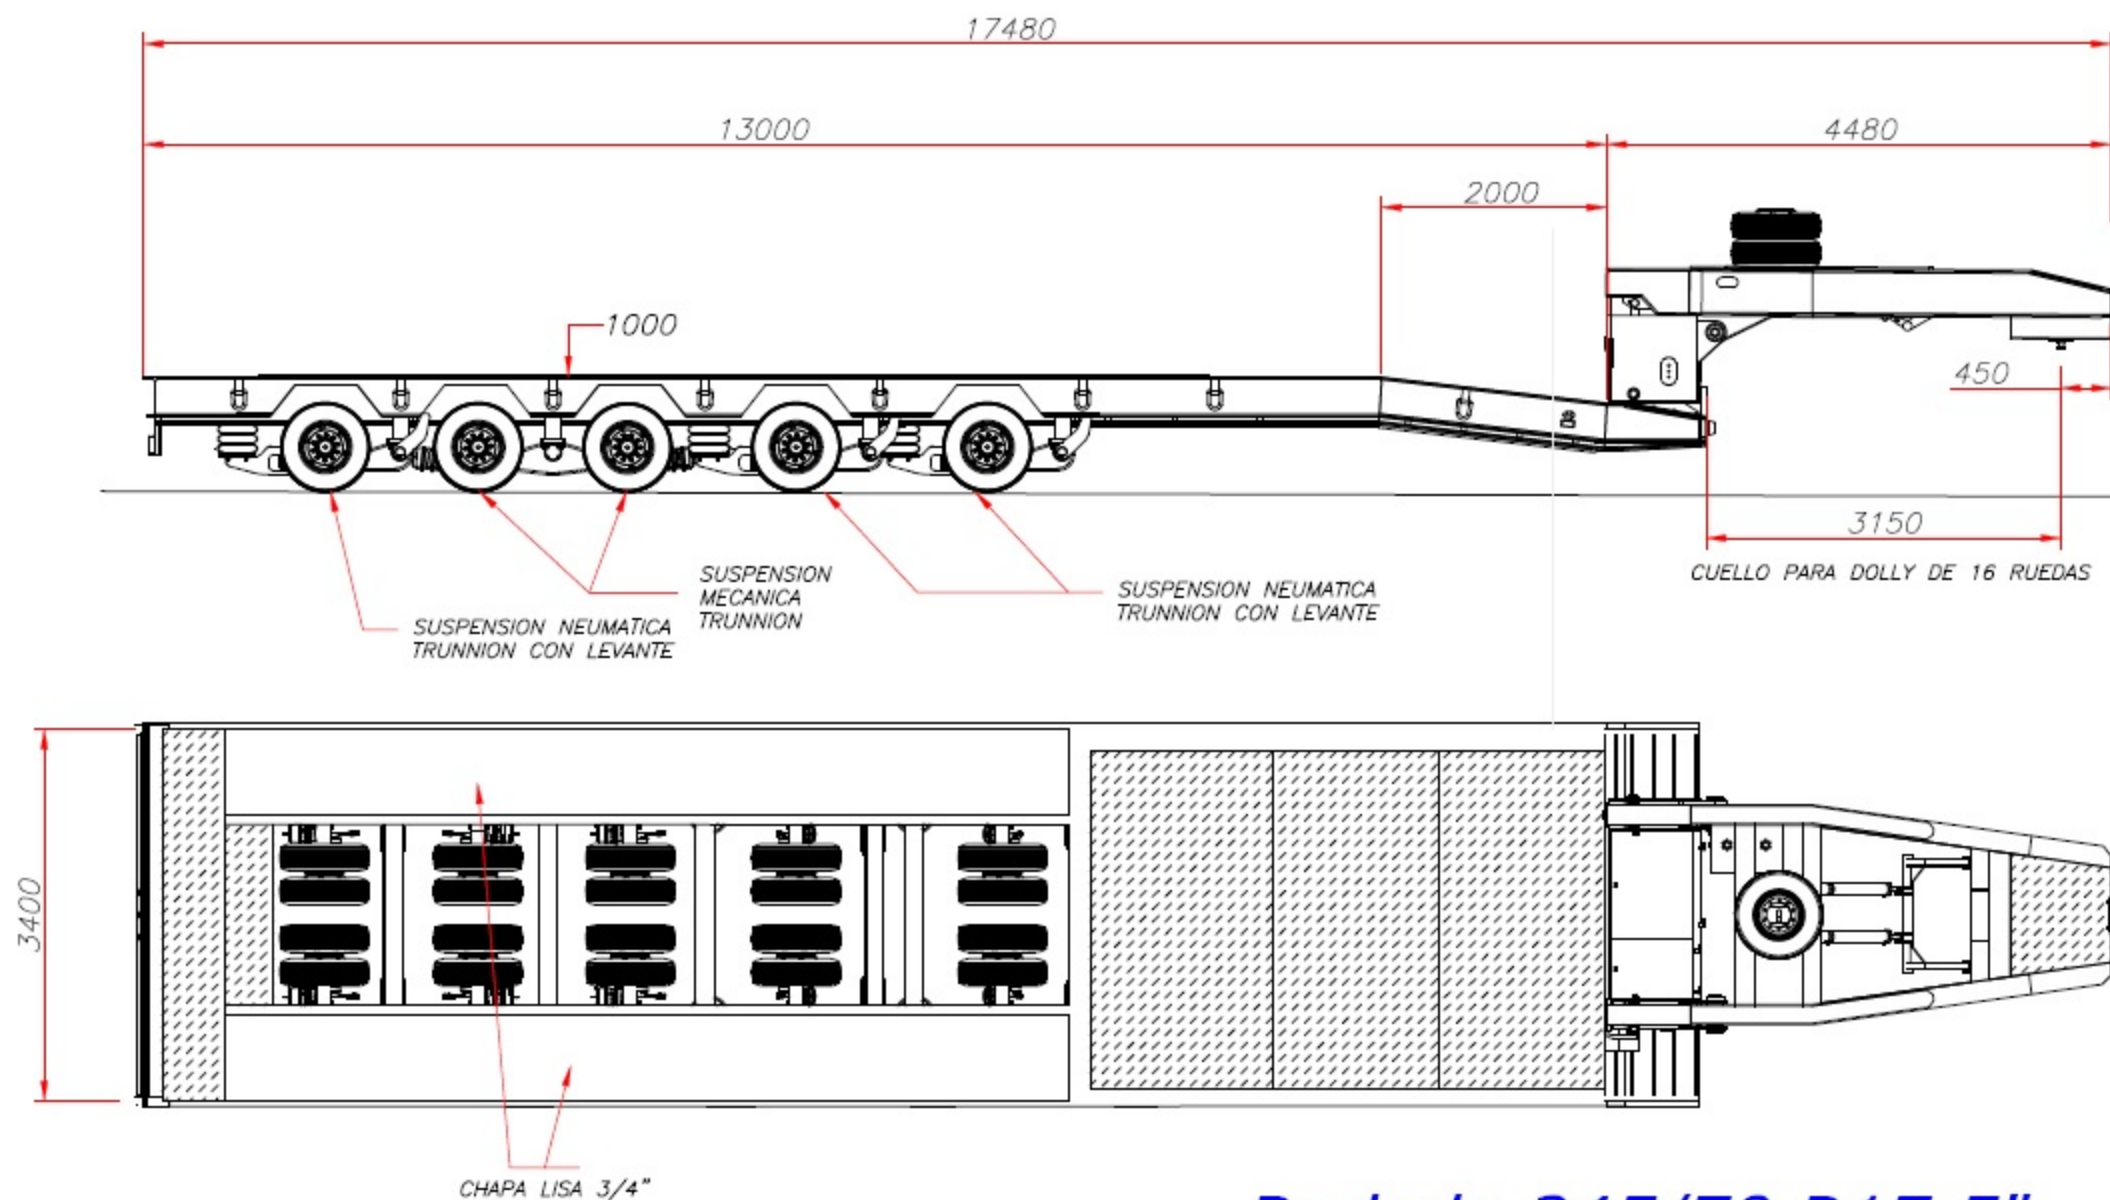 17480
13000
4480
2000
1000
450
3150
CUELLO PARA DOLLY DE 16 RUEDAS
SUSPENSION
MECANICA
TRUNNION
SUSPENSION NEUMATICA
TRUNNION CON LEVANTE
SUSPENSION NEUMATICA
TRUNNION CON LEVANTE
3400
CHAPA LISA 3/4"